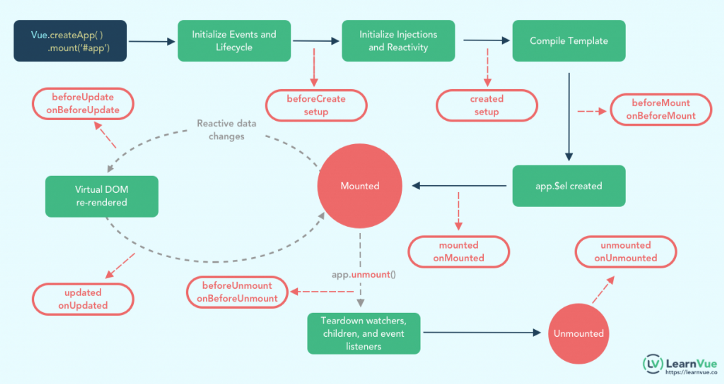 Vue.createApp( )
.mount('#app')
Initialize Events and
Lifecycle
Initialize Injections
and Reactivity
Compile Template
beforeUpdate
onBeforeUpdate
beforeCreate
setup
created
setup
beforeMount
onBeforeMount
Reactive data
changes
Virtual DOM
re-rendered
Mounted
app.$el created
mounted
onMounted
unmounted
onUnmounted
app.unmount()
beforeUnmount
onBeforeUnmount
updated
onUpdated
Teardown watchers,
children, and event
listeners
Unmounted
LV LearnVue
https://learnvue.co